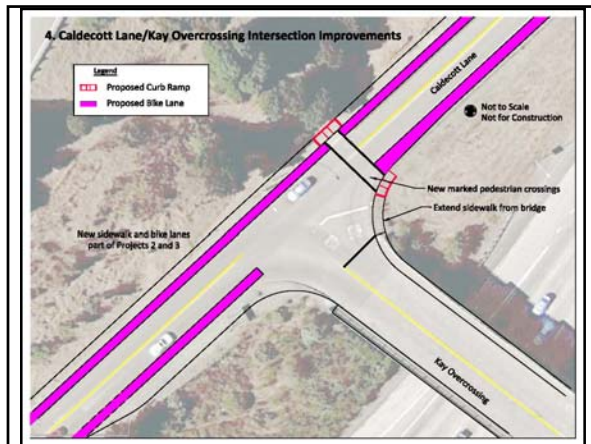 4. Caldecott Lane/Kay Overcrossing Intersection Improvements
Legend
Proposed Curb Ramp
Proposed Bike Lane
Caldecott Lane
Not to Scale
Not for Construction
New marked pedestrian crossings
Extend sidewalk from bridge
New sidewalk and bike lanes
part of Projects 2 and 3
Kay Overcrossing